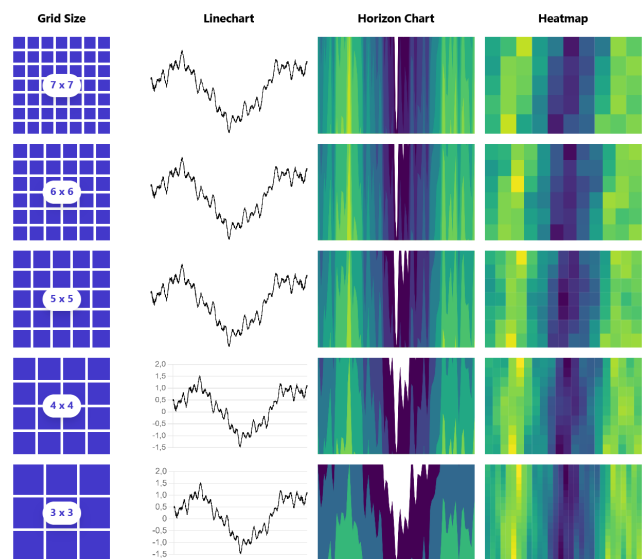 Grid Size Linechart Horizon Chart Heatmap
7 x 7
6 x 6
5 x 5
2,0
1,5
1,0
0,5
4 x 4
0
-0,5
-1,0
-1,5
2,0
1,5
1,0
0,5
3 x 3
0
-0,5
-1,0
-1,5